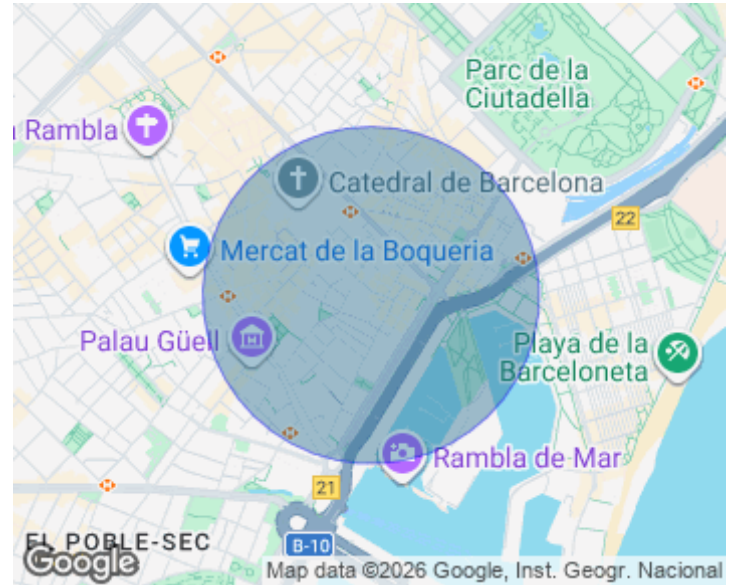 Parc de la
Ciutadella
a Rambla
Catedral de Barcelona
22
Mercat de la Boqueria
Palau Güell
Playa de la
Barceloneta
Rambla de Mar
21
EL POBLE-SEC
B-10
Google
Map data ©2026 Google, Inst. Geogr. Nacional